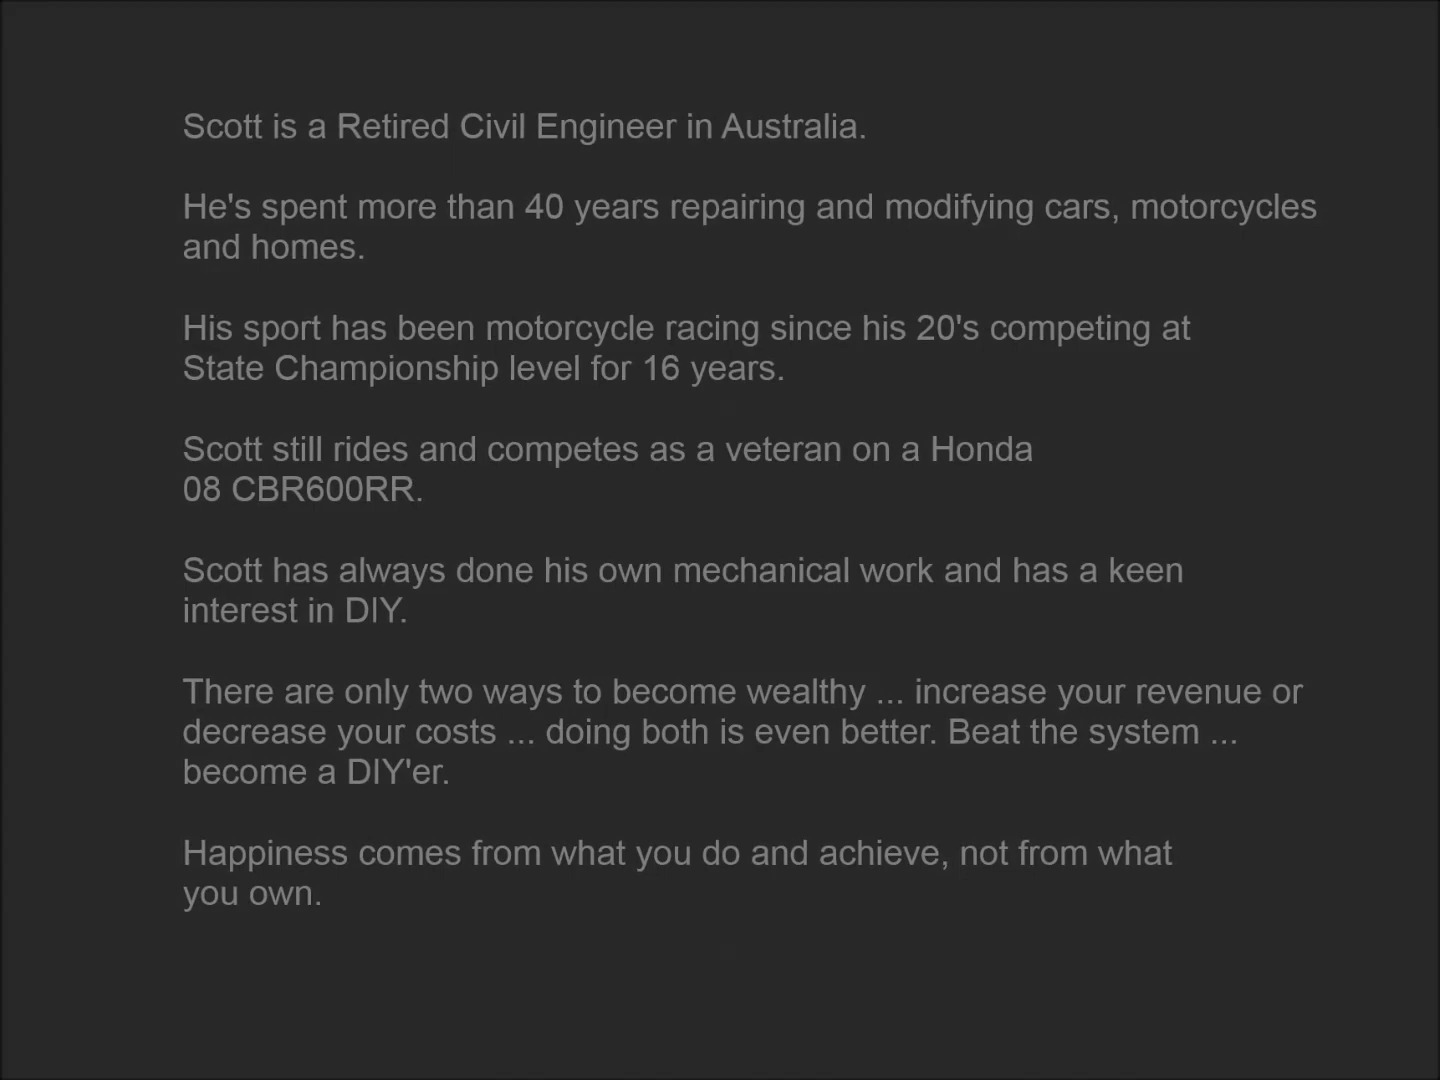 Scott is a Retired Civil Engineer in Australia.
He's spent more than 40 years repairing and modifying cars, motorcycles
and homes.
His sport has been motorcycle racing since his 20's competing at
State Championship level for 16 years.
Scott still rides and competes as a veteran on a Honda
08 CBR600RR.
Scott has always done his own mechanical work and has a keen
interest in DIY.
There are only two ways to become wealthy ... increase your revenue or
decrease your costs ... doing both is even better. Beat the system ...
become a DIY'er.
Happiness comes from what you do and achieve, not from what
you own.